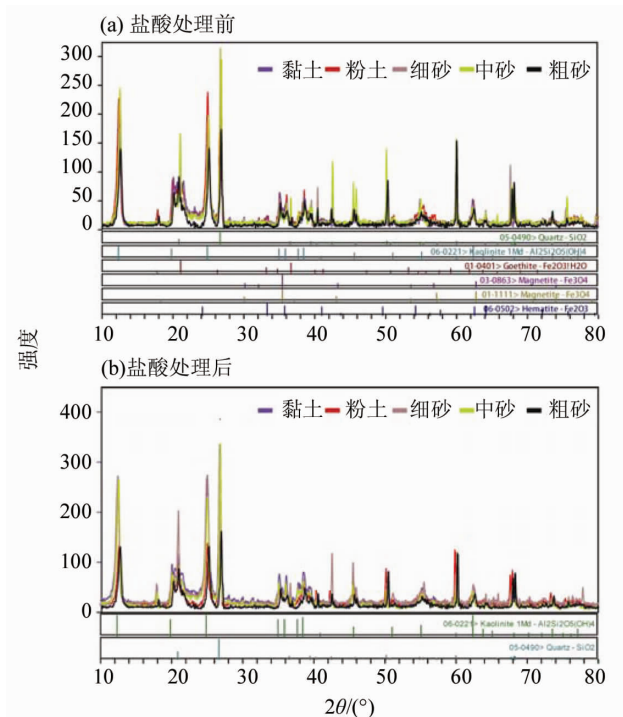 (a) 盐酸处理前
300
250
200
150
100
50
0
黏土 粉土 细砂 中砂 粗砂
05-0490> Quartz - SiO2
06-0221> Kaolinite 1Md - Al2Si2O5(OH)4
01-0401> Goethite - Fe2O3!H2O
03-0863> Magnetite - Fe3O4
01-1111> Magnetite - Fe3O4
06-0502> Hematite - Fe2O3
10 20 30 40 50 60 70 80
强度
(b)盐酸处理后
400
300
200
100
0
黏土 粉土 细砂 中砂 粗砂
06-0221> Kaolinite 1Md - Al2Si2O5(OH)4
05-0490> Quartz - SiO2
10 20 30 40 50 60 70 80
2θ/(°)